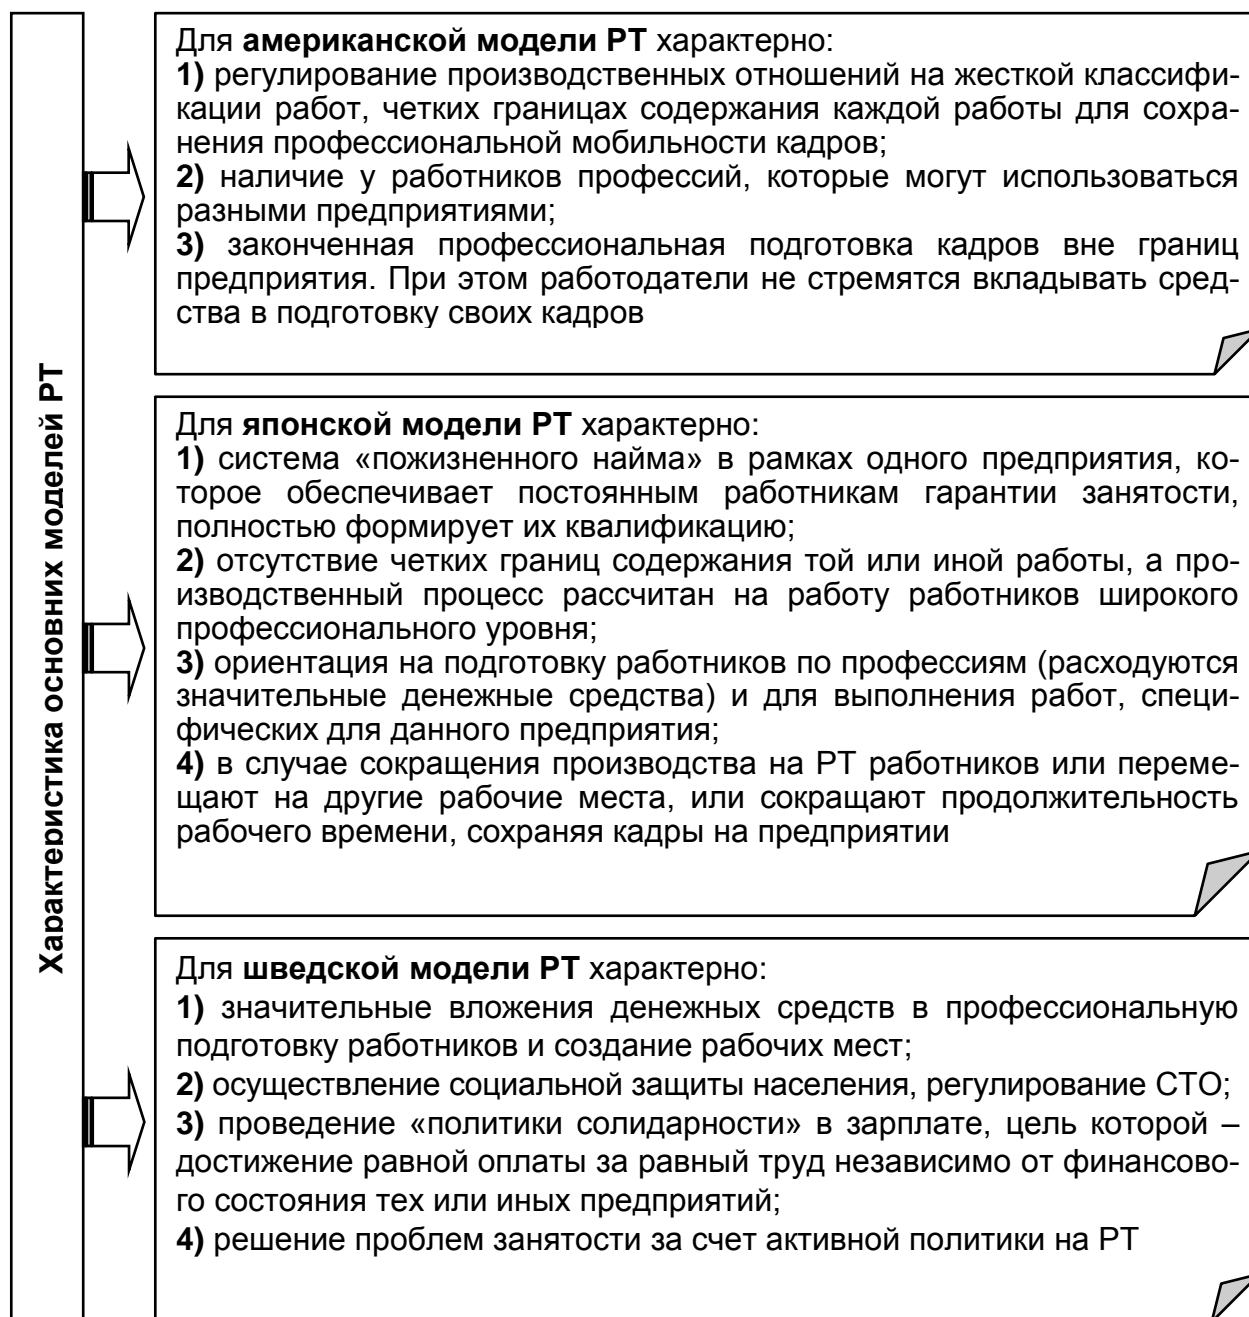 Характеристика основних моделей РТ
Для американской модели РТ характерно:
1) регулирование производственных отношений на жесткой классифи-
кации работ, четких границах содержания каждой работы для сохра-
нения профессиональной мобильности кадров;
2) наличие у работников профессий, которые могут использоваться
разными предприятиями;
3) законченная профессиональная подготовка кадров вне границ
предприятия. При этом работодатели не стремятся вкладывать сред-
ства в подготовку своих кадров
Для японской модели РТ характерно:
1) система «пожизненного найма» в рамках одного предприятия, ко-
торое обеспечивает постоянным работникам гарантии занятости,
полностью формирует их квалификацию;
2) отсутствие четких границ содержания той или иной работы, а про-
изводственный процесс рассчитан на работу работников широкого
профессионального уровня;
3) ориентация на подготовку работников по профессиям (расходуются
значительные денежные средства) и для выполнения работ, специ-
фических для данного предприятия;
4) в случае сокращения производства на РТ работников или переме-
щают на другие рабочие места, или сокращают продолжительность
рабочего времени, сохраняя кадры на предприятии
Для шведской модели РТ характерно:
1) значительные вложения денежных средств в профессиональную
подготовку работников и создание рабочих мест;
2) осуществление социальной защиты населения, регулирование СТО;
3) проведение «политики солидарности» в зарплате, цель которой –
достижение равной оплаты за равный труд независимо от финансово-
го состояния тех или иных предприятий;
4) решение проблем занятости за счет активной политики на РТ